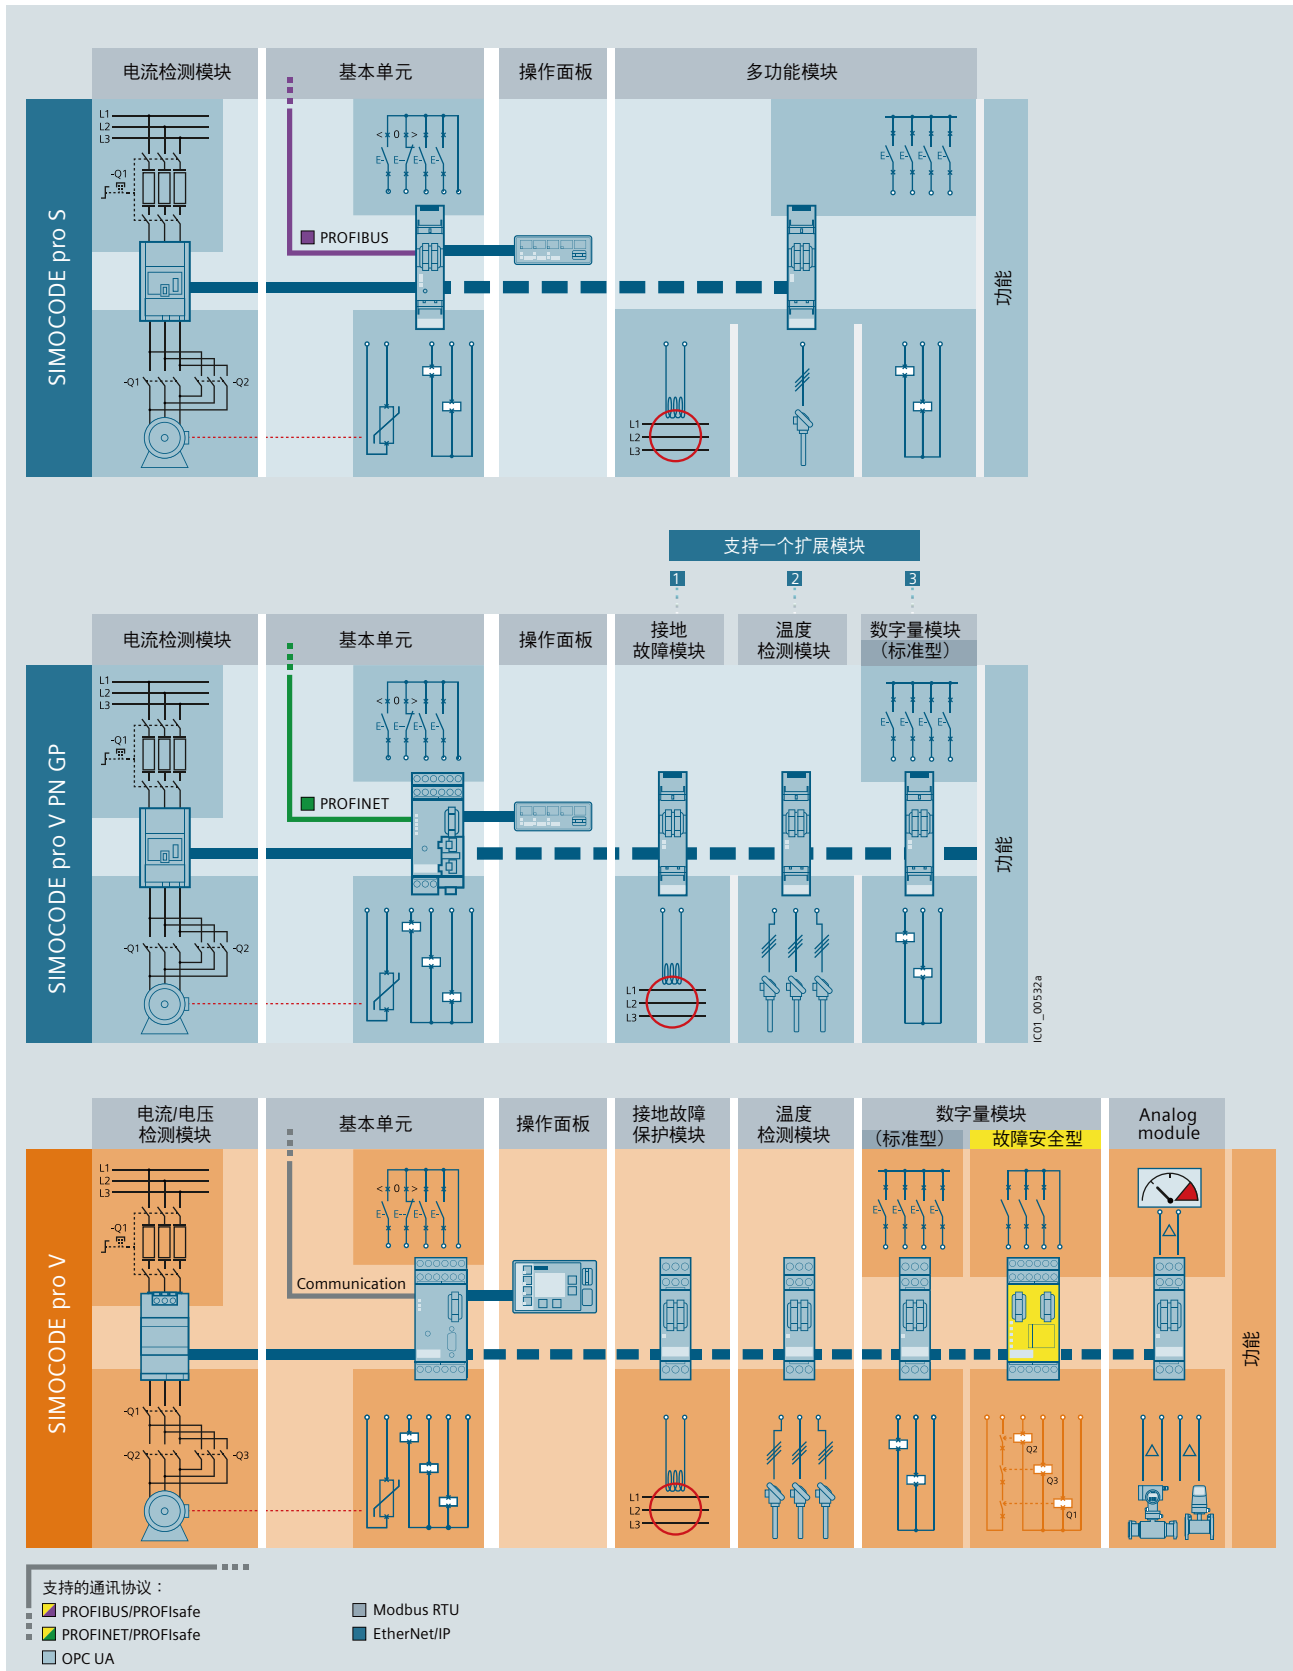 电流检测模块
基本单元
操作面板
多功能模块
SIMOCODE pro S
L1
L2
L3
-Q1
< 0 >
E- E- E- E-
E- E- E- E-
PROFIBUS
功能
-Q1
-Q2
L1
L2
L3
支持一个扩展模块
1
2
3
电流检测模块
基本单元
操作面板
接地
故障模块
温度
检测模块
数字量模块
(标准型)
SIMOCODE pro V PN GP
L1
L2
L3
-Q1
< 0 >
E- E- E- E-
E- E- E- E-
PROFINET
功能
-Q1
-Q2
L1
L2
L3
IC01_00532a
电流/电压
检测模块
基本单元
操作面板
接地故障
保护模块
温度
检测模块
数字量模块
(标准型)
故障安全型
Analog
module
SIMOCODE pro V
L1
L2
L3
-Q1
< 0 >
E- E- E- E-
E- E- E- E-
Communication
功能
-Q1
-Q2
-Q3
L1
L2
L3
Q2
Q3
Q1
支持的通讯协议：
PROFIBUS/PROFIsafe
PROFINET/PROFIsafe
OPC UA
Modbus RTU
EtherNet/IP